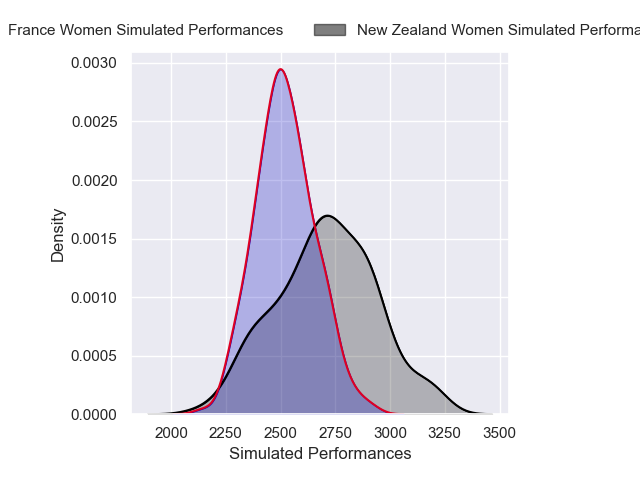 France Women Simulated Performances
New Zealand Women Simulated Performa
0.0030
0.0025
0.0020
0.0015
0.0010
0.0005
0.0000
Density
2000 2250 2500 2750 3000 3250 3500
Simulated Performances